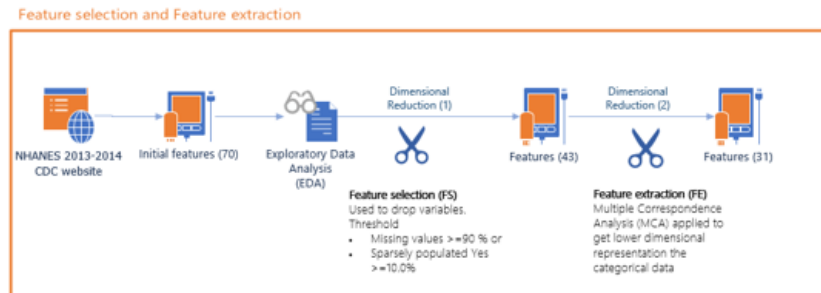 Feature selection and Feature extraction
NHANES 2013-2014
CDC website
Initial features (70)
Exploratory Data
Analysis
(EDA)
Dimensional
Reduction (1)
Feature selection (FS)
Used to drop variables.
Threshold
• Missing values >=90 % or
• Sparsely populated Yes
>=10.0%
Features (43)
Dimensional
Reduction (2)
Feature extraction (FE)
Multiple Correspondence
Analysis (MCA) applied to
get lower dimensional
representation the
categorical data
Features (31)